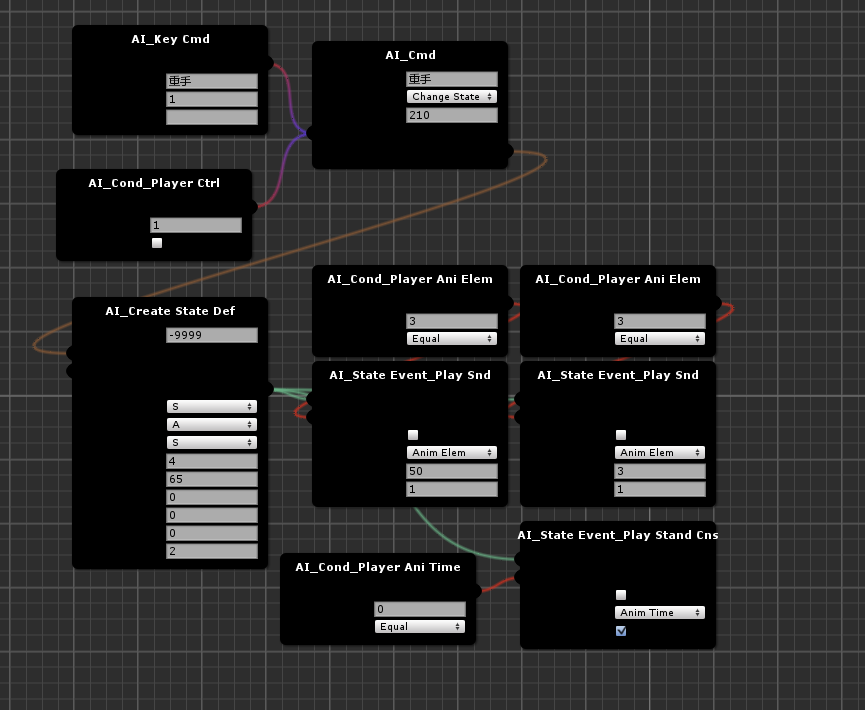 AI_Key Cmd
重手
1
AI_Cmd
重手
Change State
210
AI_Cond_Player Ctrl
1
AI_Create State Def
-9999
S
A
S
4
65
0
0
0
2
AI_Cond_Player Ani Elem
3
Equal
AI_Cond_Player Ani Elem
3
Equal
AI_State Event_Play Snd
Anim Elem
50
1
AI_State Event_Play Snd
Anim Elem
3
1
AI_Cond_Player Ani Time
0
Equal
AI_State Event_Play Stand Cns
Anim Time